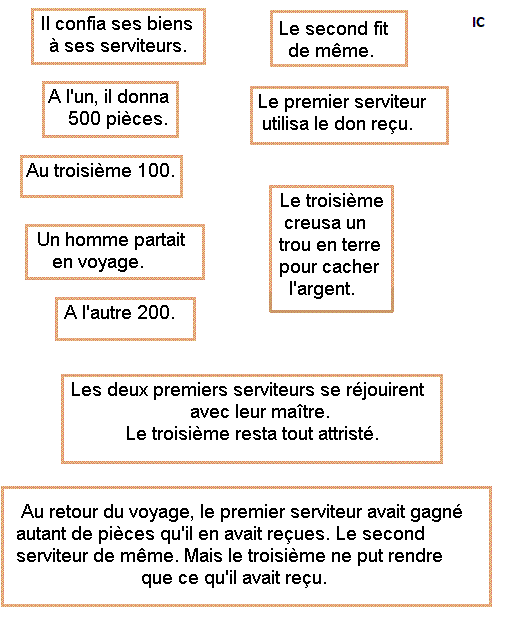 Il confia ses biens
à ses serviteurs.
A l'un, il donna
500 pièces.
Au troisième 100.
Un homme partait
en voyage.
A l'autre 200.
IC
Le second fit
de même.
Le premier serviteur
utilisa le don reçu.
Le troisième
creusa un
trou en terre
pour cacher
l'argent.
Les deux premiers serviteurs se réjouirent
avec leur maître.
Le troisième resta tout attristé.
Au retour du voyage, le premier serviteur avait gagné
autant de pièces qu'il en avait reçues. Le second
serviteur de même. Mais le troisième ne put rendre
que ce qu'il avait reçu.